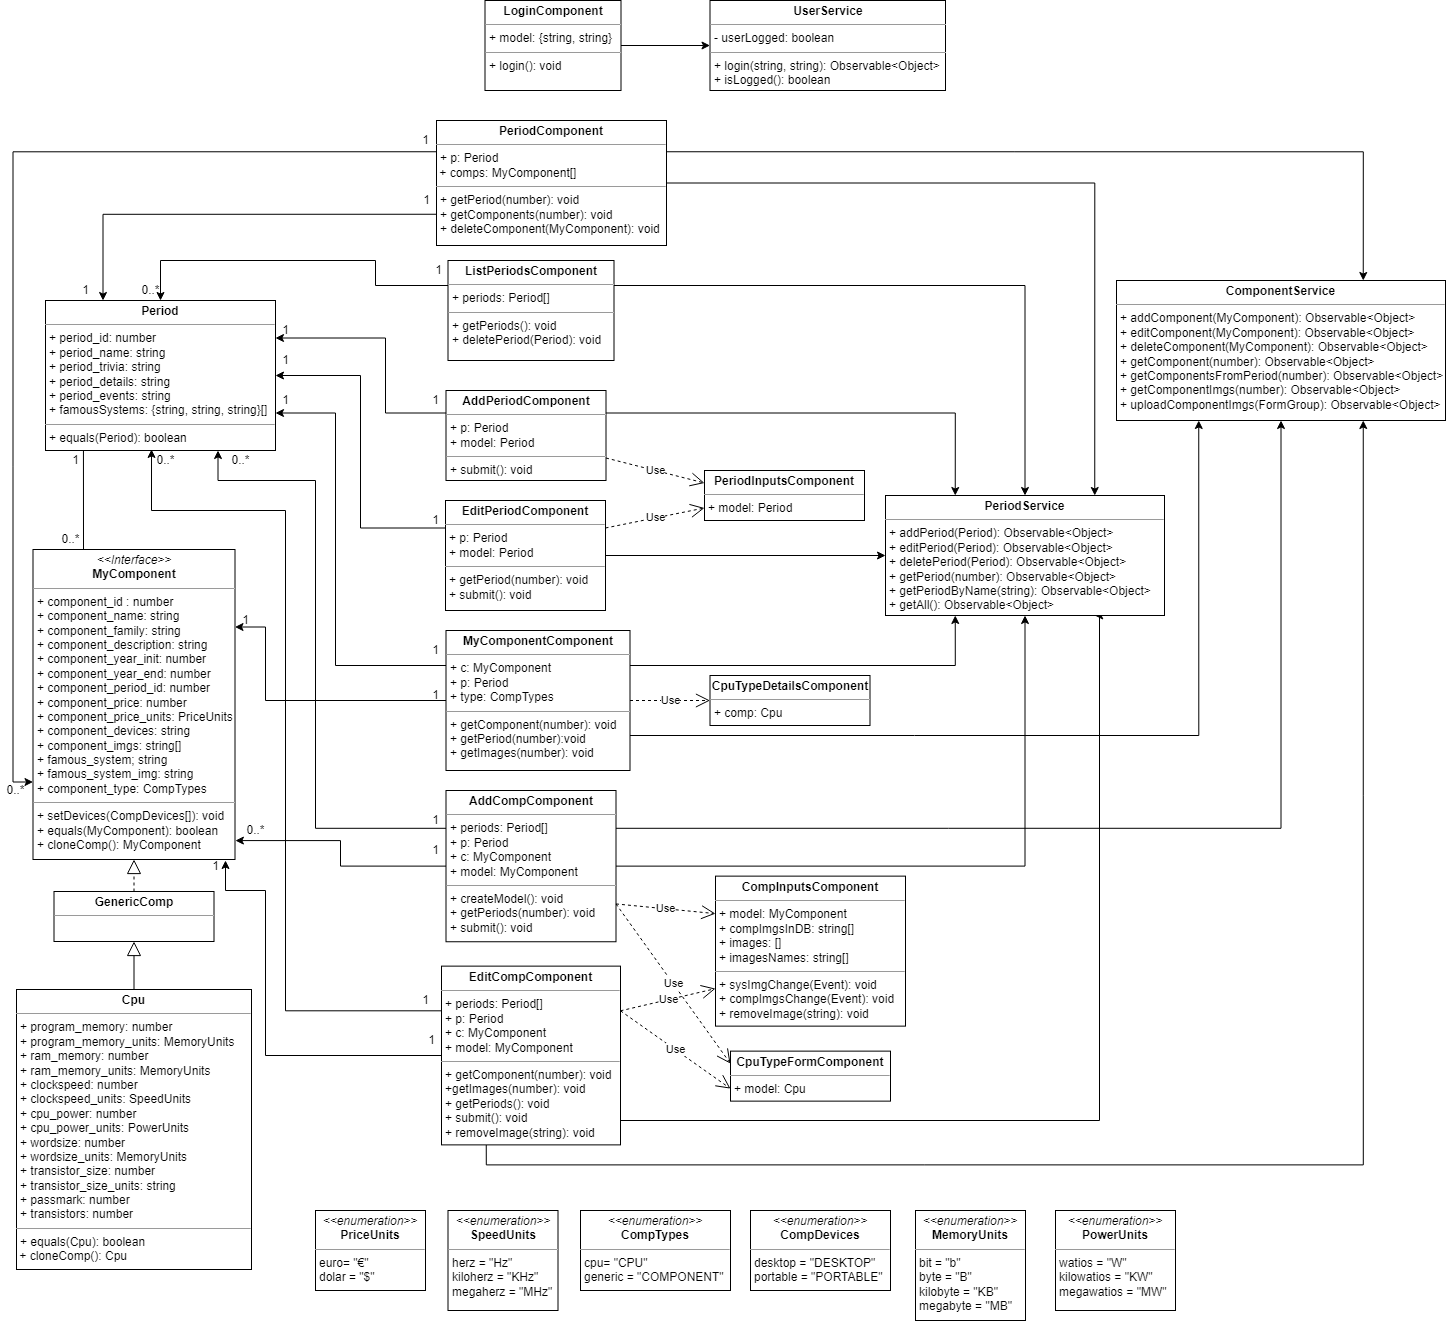 LoginComponent
+ model: {string, string}
+ login(): void
UserService
- userLogged: boolean
+ login(string, string): Observable<Object>
+ isLogged(): boolean
PeriodComponent
+ p: Period
+ comps: MyComponent[]
+ getPeriod(number): void
+ getComponents(number): void
+ deleteComponent(MyComponent): void
1
1
ListPeriodsComponent
+ periods: Period[]
+ getPeriods(): void
+ deletePeriod(Period): void
1
1
0..*
Period
+ period_id: number
+ period_name: string
+ period_trivia: string
+ period_details: string
+ period_events: string
+ famousSystems: {string, string, string}[]
+ equals(Period): boolean
1
1
1
1
0..*
0..*
0..*
ComponentService
+ addComponent(MyComponent): Observable<Object>
+ editComponent(MyComponent): Observable<Object>
+ deleteComponent(MyComponent): Observable<Object>
+ getComponent(number): Observable<Object>
+ getComponentsFromPeriod(number): Observable<Object>
+ getComponentImgs(number): Observable<Object>
+ uploadComponentImgs(FormGroup): Observable<Object>
AddPeriodComponent
+ p: Period
+ model: Period
+ submit(): void
1
Use
PeriodInputsComponent
+ model: Period
EditPeriodComponent
+ p: Period
+ model: Period
+ getPeriod(number): void
+ submit(): void
1
Use
PeriodService
+ addPeriod(Period): Observable<Object>
+ editPeriod(Period): Observable<Object>
+ deletePeriod(Period): Observable<Object>
+ getPeriod(number): Observable<Object>
+ getPeriodByName(string): Observable<Object>
+ getAll(): Observable<Object>
<<Interface>>
MyComponent
+ component_id : number
+ component_name: string
+ component_family: string
+ component_description: string
+ component_year_init: number
+ component_year_end: number
+ component_period_id: number
+ component_price: number
+ component_price_units: PriceUnits
+ component_devices: string
+ component_imgs: string[]
+ famous_system; string
+ famous_system_img: string
+ component_type: CompTypes
+ setDevices(CompDevices[]): void
+ equals(MyComponent): boolean
+ cloneComp(): MyComponent
1
0..*
0..*
1
MyComponentComponent
+ c: MyComponent
+ p: Period
+ type: CompTypes
+ getComponent(number): void
+ getPeriod(number):void
+ getImages(number): void
1
1
Use
CpuTypeDetailsComponent
+ comp: Cpu
AddCompComponent
+ periods: Period[]
+ p: Period
+ c: MyComponent
+ model: MyComponent
+ createModel(): void
+ getPeriods(number): void
+ submit(): void
1
1
Use
Use
GenericComp
CompInputsComponent
+ model: MyComponent
+ compImgsInDB: string[]
+ images: []
+ imagesNames: string[]
+ sysImgChange(Event): void
+ compImgsChange(Event): void
+ removeImage(string): void
EditCompComponent
+ periods: Period[]
+ p: Period
+ c: MyComponent
+ model: MyComponent
+ getComponent(number): void
+getImages(number): void
+ getPeriods(): void
+ submit(): void
+ removeImage(string): void
1
1
Use
Use
CpuTypeFormComponent
+ model: Cpu
Cpu
+ program_memory: number
+ program_memory_units: MemoryUnits
+ ram_memory: number
+ ram_memory_units: MemoryUnits
+ clockspeed: number
+ clockspeed_units: SpeedUnits
+ cpu_power: number
+ cpu_power_units: PowerUnits
+ wordsize: number
+ wordsize_units: MemoryUnits
+ transistor_size: number
+ transistor_size_units: string
+ passmark: number
+ transistors: number
+ equals(Cpu): boolean
+ cloneComp(): Cpu
<<enumeration>>
PriceUnits
euro= "€"
dolar = "$"
<<enumeration>>
SpeedUnits
herz = "Hz"
kiloherz = "KHz"
megaherz = "MHz"
<<enumeration>>
CompTypes
cpu= "CPU"
generic = "COMPONENT"
<<enumeration>>
CompDevices
desktop = "DESKTOP"
portable = "PORTABLE"
<<enumeration>>
MemoryUnits
bit = "b"
byte = "B"
kilobyte = "KB"
megabyte = "MB"
<<enumeration>>
PowerUnits
watios = "W"
kilowatios = "KW"
megawatios = "MW"